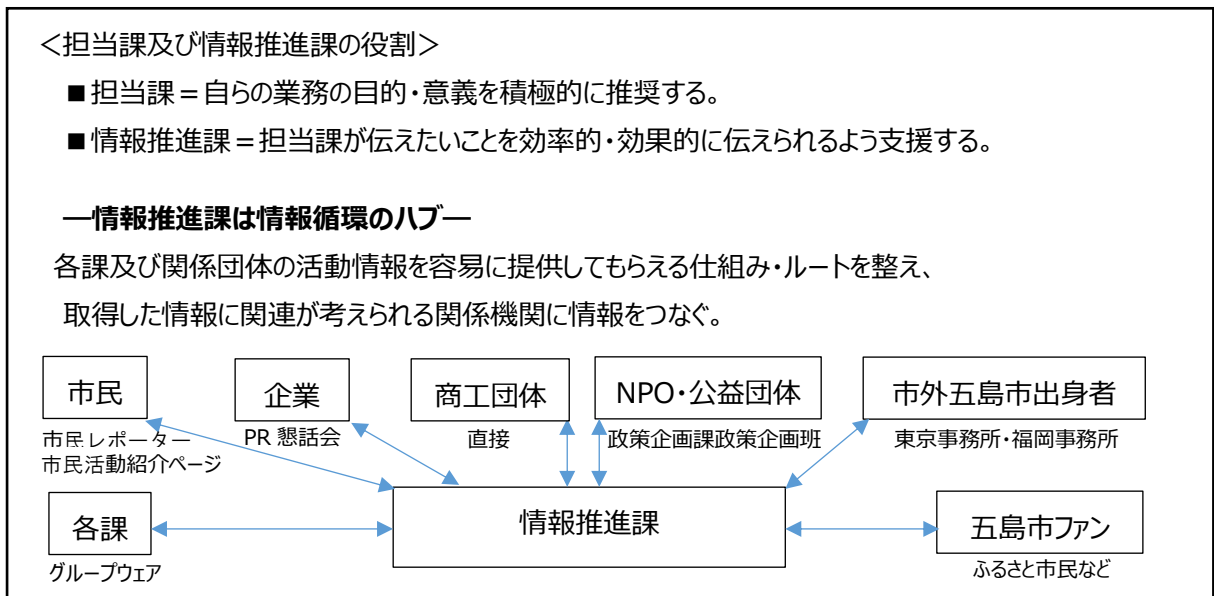 ＜担当課及び情報推進課の役割＞
■担当課＝自らの業務の目的・意義を積極的に推奨する。
■情報推進課＝担当課が伝えたいことを効率的・効果的に伝えられるよう支援する。
―情報推進課は情報循環のハブ―
各課及び関係団体の活動情報を容易に提供してもらえる仕組み・ルートを整え、
取得した情報に関連が考えられる関係機関に情報をつなぐ。
市民
市民レポーター
市民活動紹介ページ
企業
PR 懇話会
商工団体
直接
NPO・公益団体
政策企画課政策企画班
市外五島市出身者
東京事務所・福岡事務所
各課
グループウェア
情報推進課
五島市ファン
ふるさと市民など